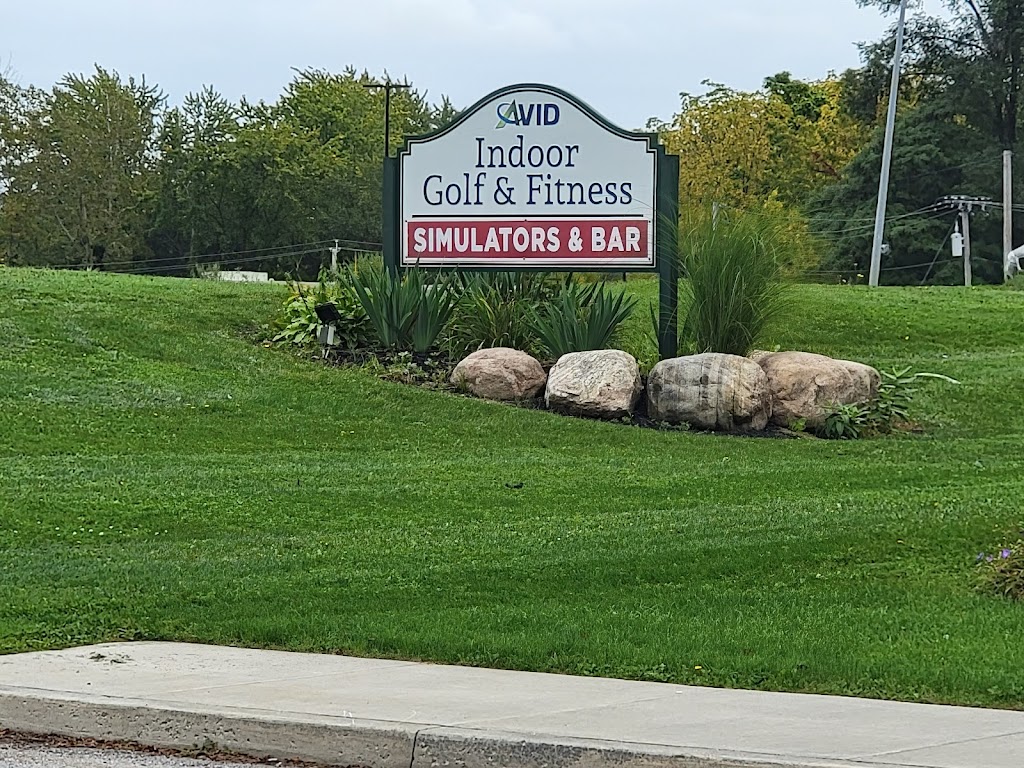 AVID
Indoor
Golf & Fitness
SIMULATORS & BAR